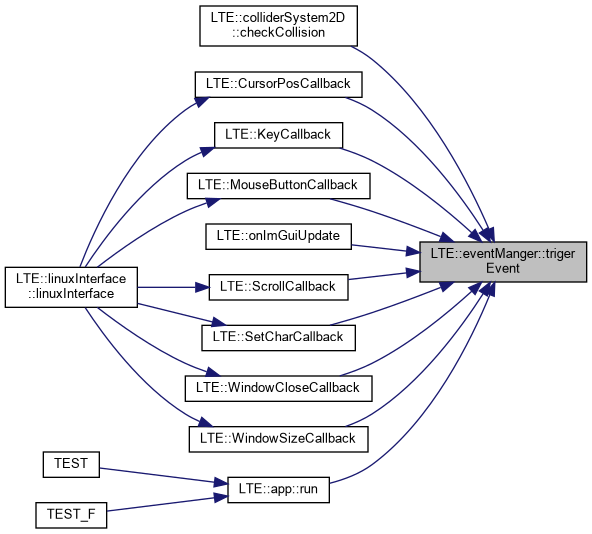 LTE::colliderSystem2D
::checkCollision
LTE::CursorPosCallback
LTE::KeyCallback
LTE::MouseButtonCallback
LTE::onImGuiUpdate
LTE::eventManger::triger
Event
LTE::linuxInterface
::linuxInterface
LTE::ScrollCallback
LTE::SetCharCallback
LTE::WindowCloseCallback
LTE::WindowSizeCallback
TEST
LTE::app::run
TEST_F